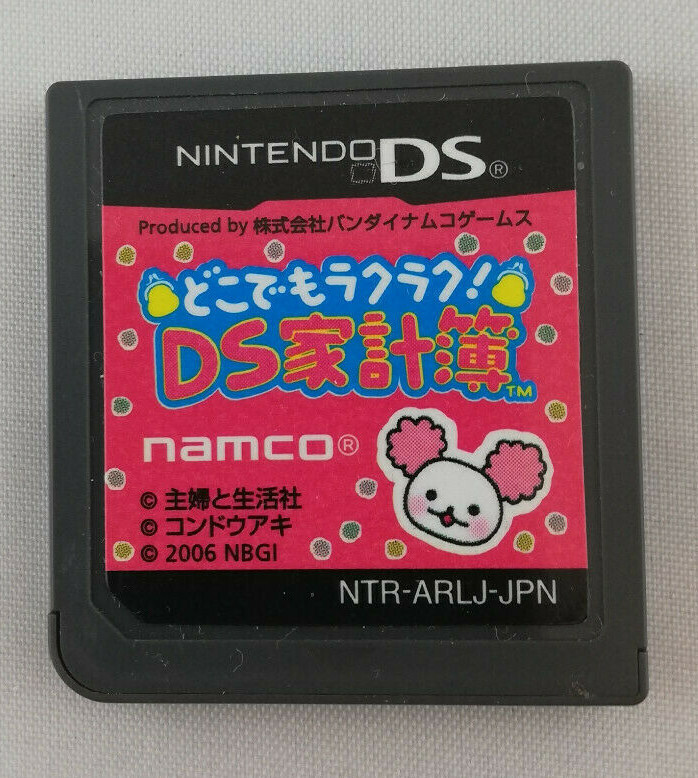 NINTENDO DS®
Produced by 株式会社バンダイナムコゲームス
どこでもラクラク!
DS家計簿™
namco®
© 主婦と生活社
© コンドウアキ
© 2006 NBGI
NTR-ARLJ-JPN